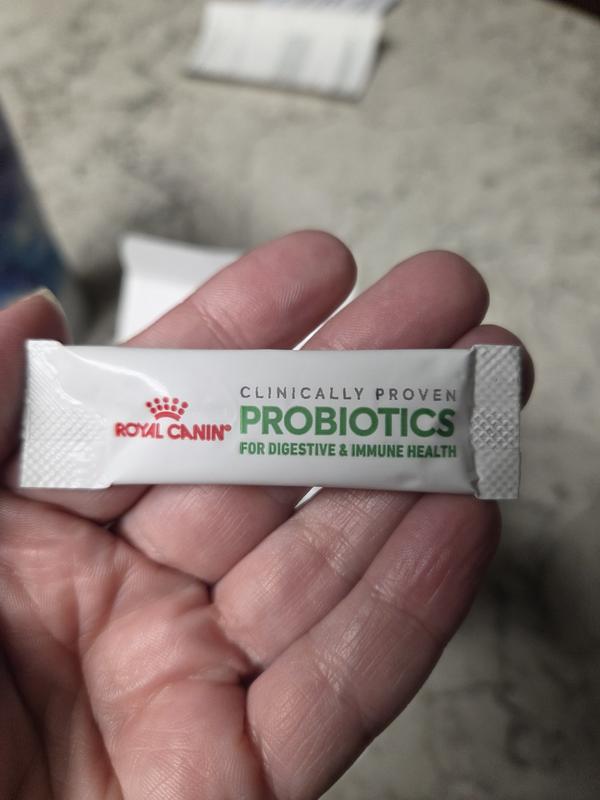 ROYAL CANIN®
CLINICALLY PROVEN
PROBIOTICS
FOR DIGESTIVE & IMMUNE HEALTH